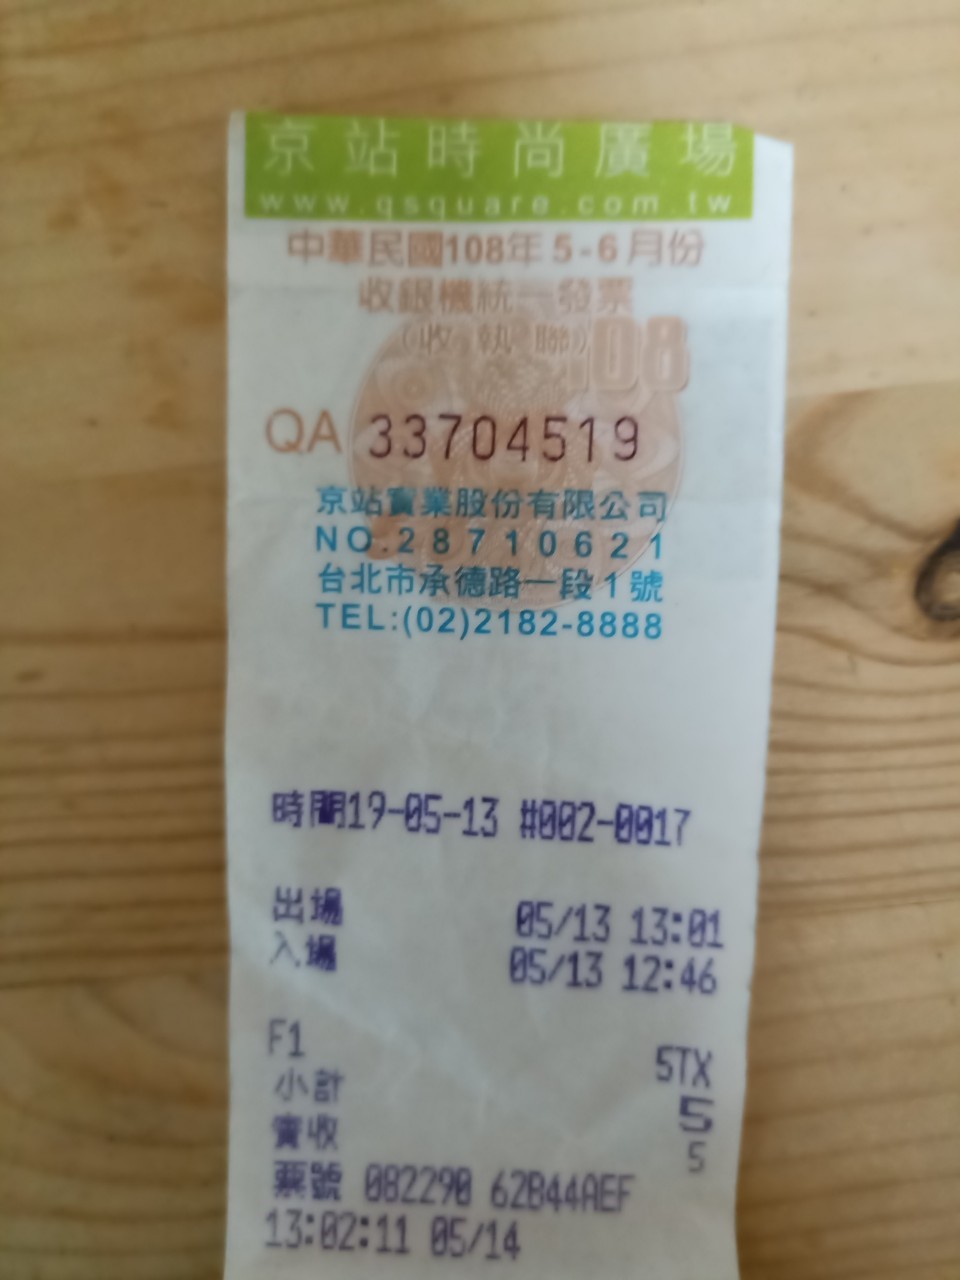 京站時尚廣場
www.qsquare.com.tw
中華民國108年5-6月份
收銀機統一發票
(收執聯)
108
QA 33704519
京站實業股份有限公司
NO.28710621
台北市承德路一段1號
TEL:(02)2182-8888
時間19-05-13 #002-0017
出場 05/13 13:01
入場 05/13 12:46
F1 5TX
小計 5
實收 5
票號 082290 62B44AEF
13:02:11 05/14